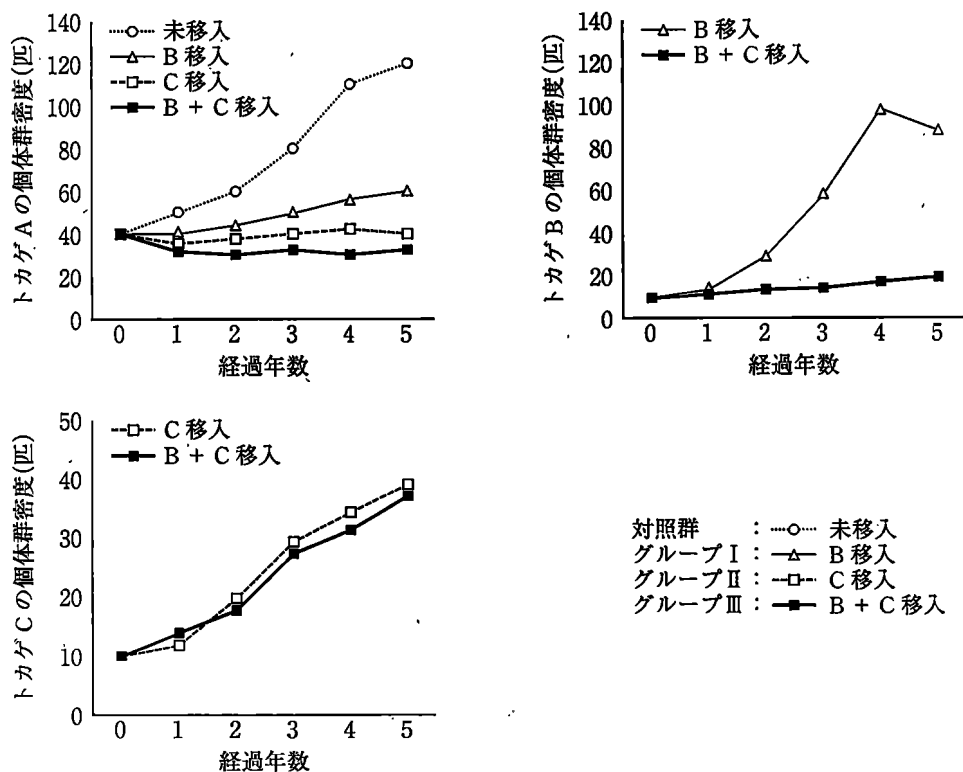 トカゲAの個体群密度(匹)
140
120
100
80
60
40
20
0
未移入
B移入
C移入
B + C移入
0 1 2 3 4 5
経過年数
トカゲBの個体群密度(匹)
140
120
100
80
60
40
20
0
B移入
B + C移入
0 1 2 3 4 5
経過年数
トカゲCの個体群密度(匹)
50
40
30
20
10
0
C移入
B + C移入
0 1 2 3 4 5
経過年数
対照群 : 未移入
グループⅠ : B移入
グループⅡ : C移入
グループⅢ : B + C移入